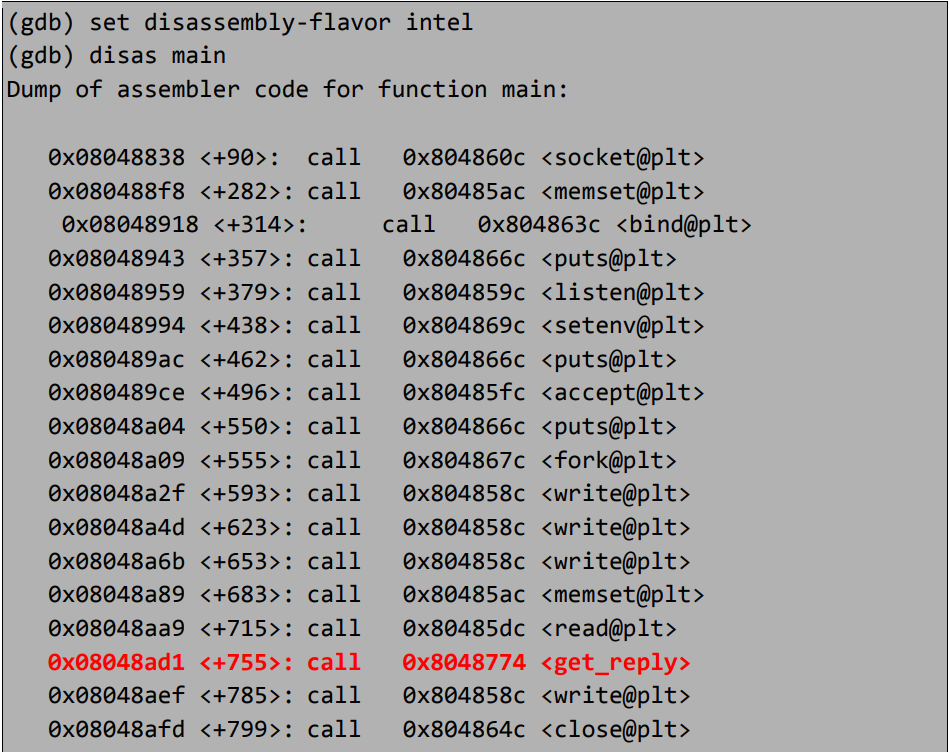 (gdb) set disassembly-flavor intel
(gdb) disas main
Dump of assembler code for function main:
0x08048838 <+90>: call 0x804860c <socket@plt>
0x080488f8 <+282>: call 0x80485ac <memset@plt>
0x08048918 <+314>: call 0x804863c <bind@plt>
0x08048943 <+357>: call 0x804866c <puts@plt>
0x08048959 <+379>: call 0x804859c <listen@plt>
0x08048994 <+438>: call 0x804869c <setenv@plt>
0x080489ac <+462>: call 0x804866c <puts@plt>
0x080489ce <+496>: call 0x80485fc <accept@plt>
0x08048a04 <+550>: call 0x804866c <puts@plt>
0x08048a09 <+555>: call 0x804867c <fork@plt>
0x08048a2f <+593>: call 0x804858c <write@plt>
0x08048a4d <+623>: call 0x804858c <write@plt>
0x08048a6b <+653>: call 0x804858c <write@plt>
0x08048a89 <+683>: call 0x80485ac <memset@plt>
0x08048aa9 <+715>: call 0x80485dc <read@plt>
0x08048ad1 <+755>: call 0x8048774 <get_reply>
0x08048aef <+785>: call 0x804858c <write@plt>
0x08048afd <+799>: call 0x804864c <close@plt>